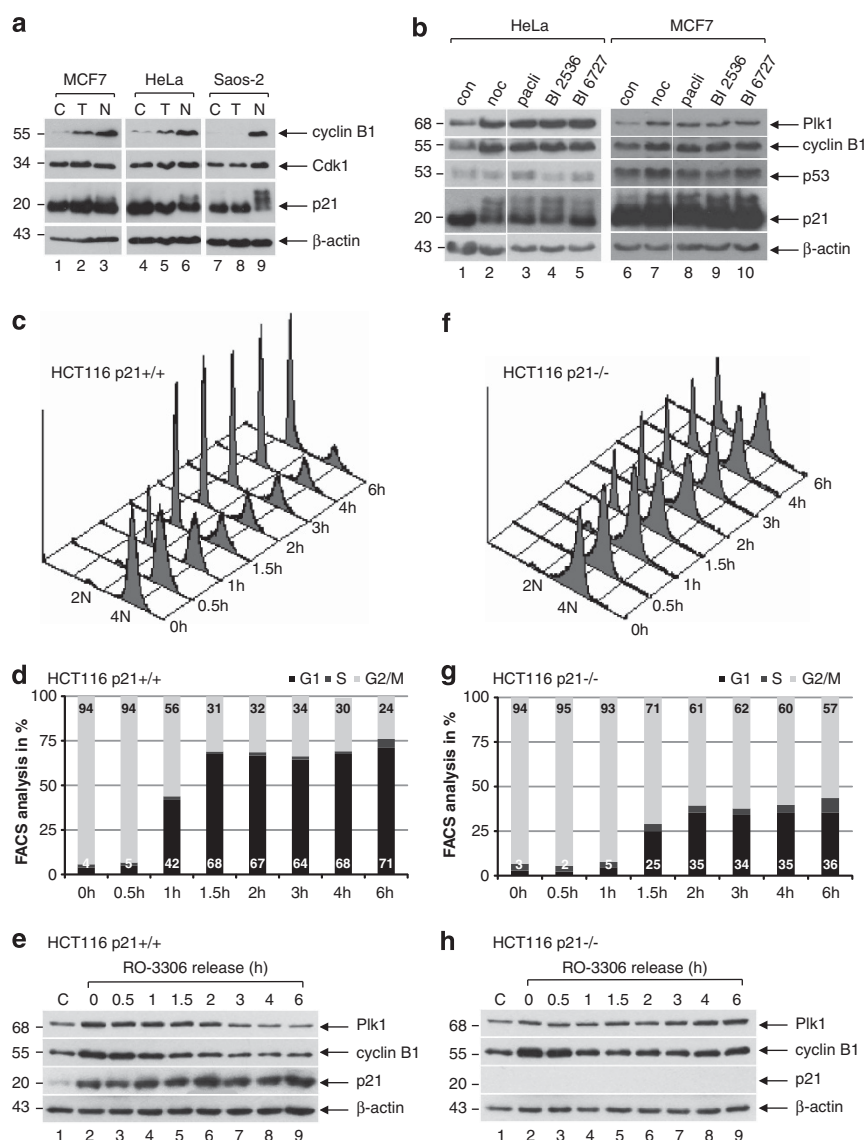 a
MCF7 HeLa Saos-2
C T N C T N C T N
55 cyclin B1
34 Cdk1
20 p21
43 β-actin
1 2 3 4 5 6 7 8 9
b
HeLa MCF7
con noc pacli BI 2536 BI 6727 con noc pacli BI 2536 BI 6727
68 Plk1
55 cyclin B1
53 p53
20 p21
43 β-actin
1 2 3 4 5 6 7 8 9 10
c
HCT116 p21+/+
2N
4N
0h
0.5h
1h
1.5h
2h
3h
4h
6h
f
HCT116 p21-/-
2N
4N
0h
0.5h
1h
1.5h
2h
3h
4h
6h
d HCT116 p21+/+ G1 S G2/M
FACS analysis in %
100
75
50
25
0
94 94 56 31 32 34 30 24
4 5 42 68 67 64 68 71
0h 0.5h 1h 1.5h 2h 3h 4h 6h
g HCT116 p21-/- G1 S G2/M
FACS analysis in %
100
75
50
25
0
94 95 93 71 61 62 60 57
3 2 5 25 35 34 35 36
0h 0.5h 1h 1.5h 2h 3h 4h 6h
e HCT116 p21+/+
RO-3306 release (h)
C 0 0.5 1 1.5 2 3 4 6
68 Plk1
55 cyclin B1
20 p21
43 β-actin
1 2 3 4 5 6 7 8 9
h HCT116 p21-/-
RO-3306 release (h)
C 0 0.5 1 1.5 2 3 4 6
68 Plk1
55 cyclin B1
20 p21
43 β-actin
1 2 3 4 5 6 7 8 9